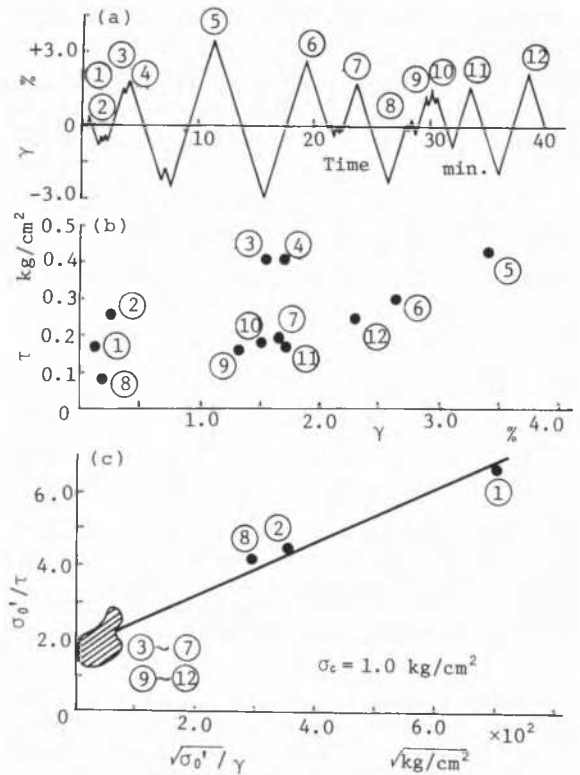 (a)
+3.0
%
0
γ
-3.0
① ② ③ ④ ⑤ ⑥ ⑦ ⑧ ⑨ ⑩ ⑪ ⑫
10 20 30 40
Time min.
(b)
kg/cm²
τ
0.5
0.4
0.3
0.2
0.1
0
③ ④ ⑤
② ① ⑧
⑩ ⑦ ⑨ ⑪ ⑫ ⑥
1.0 2.0 3.0 4.0
γ %
(c)
6.0
4.0
2.0
0
σ₀'/τ
⑧ ② ①
③~⑦
⑨~⑫
σc = 1.0 kg/cm²
2.0 4.0 6.0 ×10²
√σ₀'/γ √kg/cm²